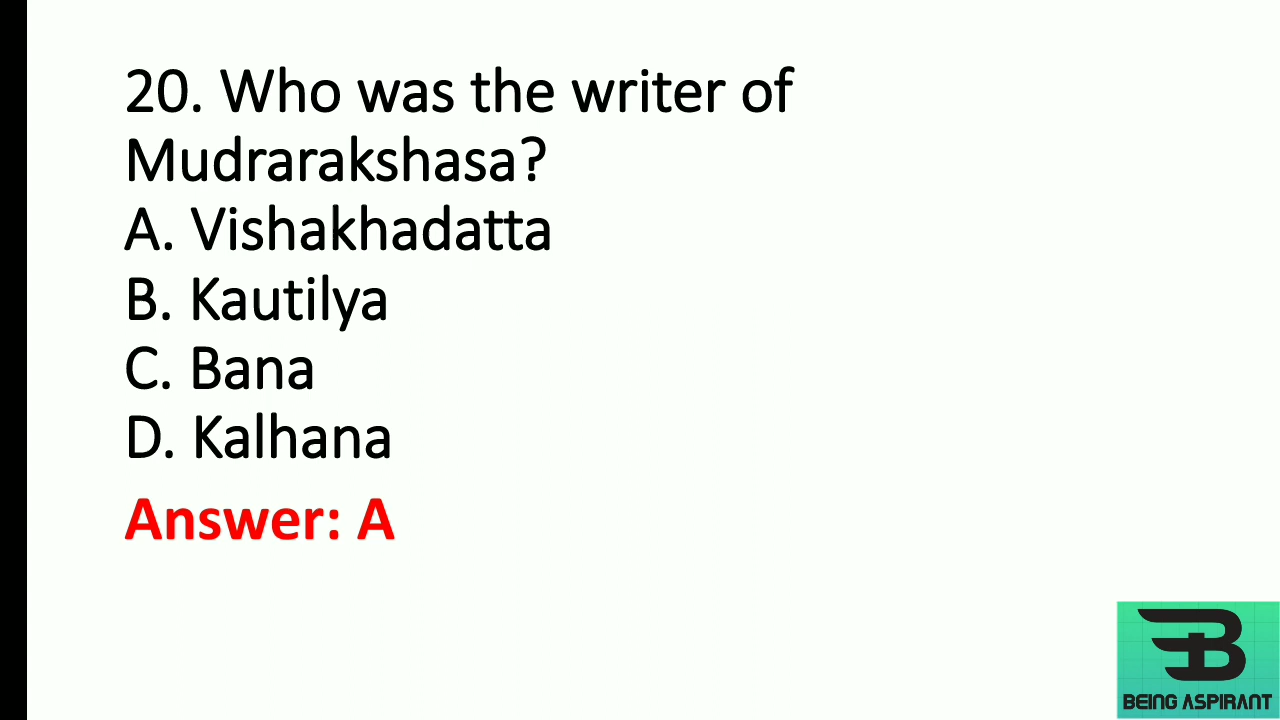 20. Who was the writer of
Mudrarakshasa?
A. Vishakhadatta
B. Kautilya
C. Bana
D. Kalhana
Answer: A
BEING ASPIRANT